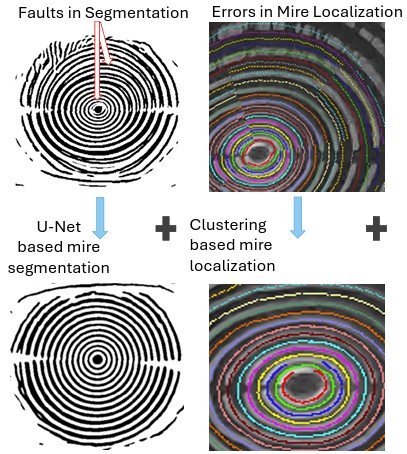 Faults in Segmentation
Errors in Mire Localization
U-Net
based mire
segmentation
Clustering
based mire
localization